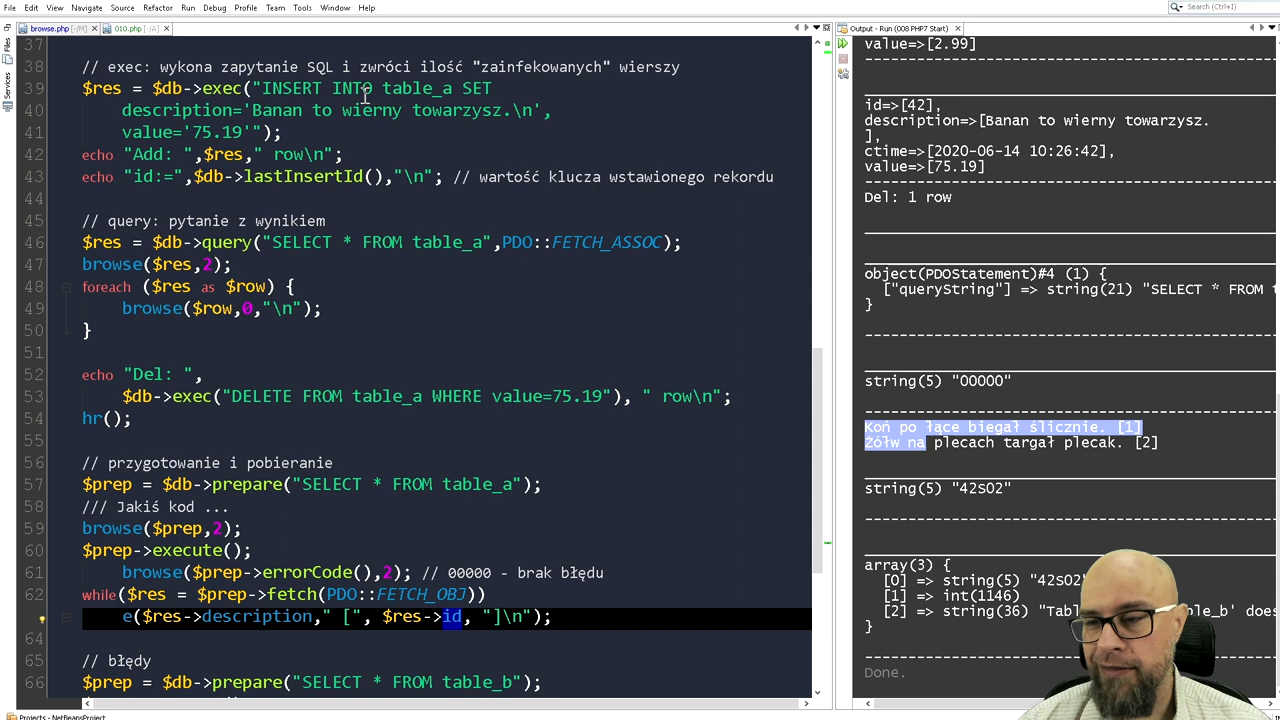 File Edit View Navigate Source Refactor Run Debug Profile Team Tools Window Help
Search (Ctrl+I)
browse.php [-/M] 010.php [-/A]
Output - Run (008 PHP7 Start)
Files
Services
37
38 // exec: wykona zapytanie SQL i zwróci ilość "zainfekowanych" wierszy
39 $res = $db->exec("INSERT INTO table_a SET
40 description='Banan to wierny towarzysz.\n',
41 value='75.19'");
42 echo "Add: ",$res," row\n";
43 echo "id:=",$db->lastInsertId(),"\n"; // wartość klucza wstawionego rekordu
44
45 // query: pytanie z wynikiem
46 $res = $db->query("SELECT * FROM table_a",PDO::FETCH_ASSOC);
47 browse($res,2);
48 foreach ($res as $row) {
49 browse($row,0,"\n");
50 }
51
52 echo "Del: ",
53 $db->exec("DELETE FROM table_a WHERE value=75.19"), " row\n";
54 hr();
55
56 // przygotowanie i pobieranie
57 $prep = $db->prepare("SELECT * FROM table_a");
58 /// Jakiś kod ...
59 browse($prep,2);
60 $prep->execute();
61 browse($prep->errorCode(),2); // 00000 - brak błędu
62 while($res = $prep->fetch(PDO::FETCH_OBJ))
e($res->description," [", $res->id, "]\n");
64
65 // błędy
66 $prep = $db->prepare("SELECT * FROM table_b");
value=>[2.99]
id=>[42],
description=>[Banan to wierny towarzysz.
],
ctime=>[2020-06-14 10:26:42],
value=>[75.19]
Del: 1 row
object(PDOStatement)#4 (1) {
["queryString"] => string(21) "SELECT * FROM t
}
string(5) "00000"
Koń po łące biegał ślicznie. [1]
Żółw na plecach targał plecak. [2]
string(5) "42S02"
array(3) {
[0] => string(5) "42S02"
[1] => int(1146)
[2] => string(36) "Tabl _b' does
}
Done.
Projects - NetBeansProject